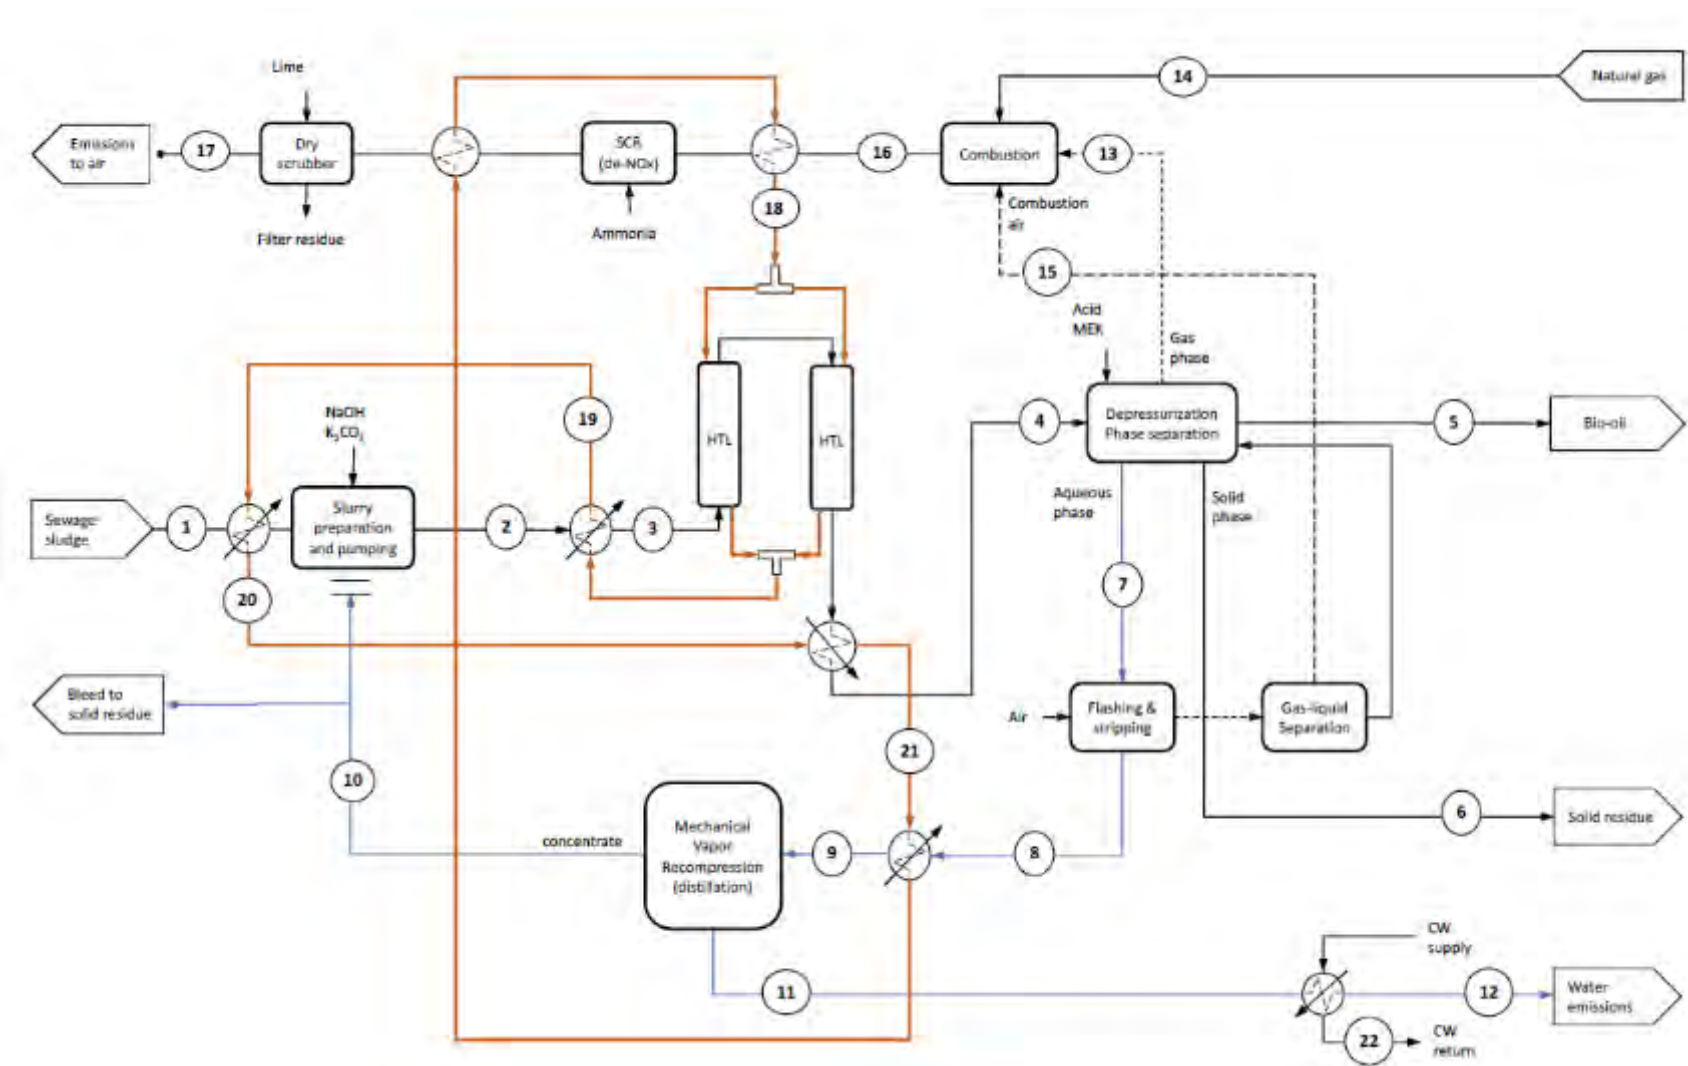 Lime
14
Natural gas
Emissions
to air
17
Dry
scrubber
SCR
(de-NOx)
16
Combustion
13
18
Combustion
air
Filter residue
Ammonia
15
Acid
MEK
Gas
phase
NaOH
K2CO3
19
HTL
HTL
4
Depressurization
Phase separation
5
Bio-oil
Sewage
sludge
1
Slurry
preparation
and pumping
2
3
Aqueous
phase
Solid
phase
20
7
Bleed to
solid residue
Air
Flashing &
stripping
Gas-liquid
Separation
21
10
6
Solid residue
concentrate
Mechanical
Vapor
Recompression
(distillation)
9
8
CW
supply
11
12
Water
emissions
22
CW
return